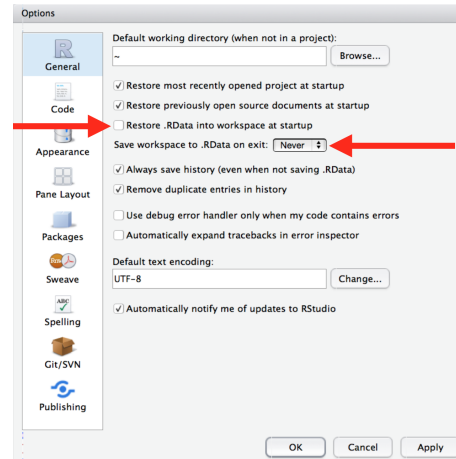 Options
R
General
Code
Appearance
Pane Layout
Packages
Rnw
Sweave
ABC
Spelling
Git/SVN
Publishing
Default working directory (when not in a project):
~
Browse...
Restore most recently opened project at startup
Restore previously open source documents at startup
Restore .RData into workspace at startup
Save workspace to .RData on exit: Never
Always save history (even when not saving .RData)
Remove duplicate entries in history
Use debug error handler only when my code contains errors
Automatically expand tracebacks in error inspector
Default text encoding:
UTF-8
Change...
Automatically notify me of updates to RStudio
OK
Cancel
Apply